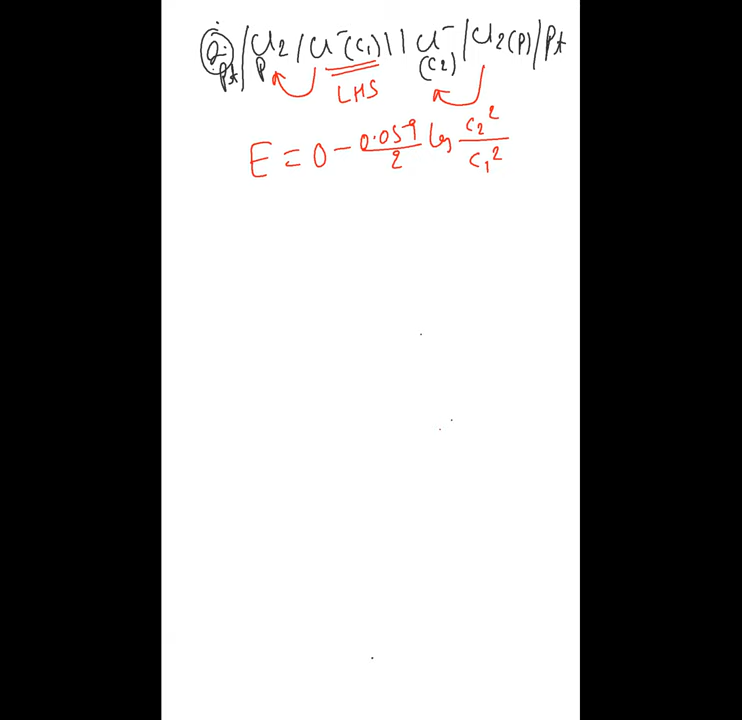 Q. Pt/Cl2/Cl⁻(C1)||Cl⁻/Cl2(P)/Pt
P (C2)
LHS
E = 0 - 0.059/2 log C2²/C1²